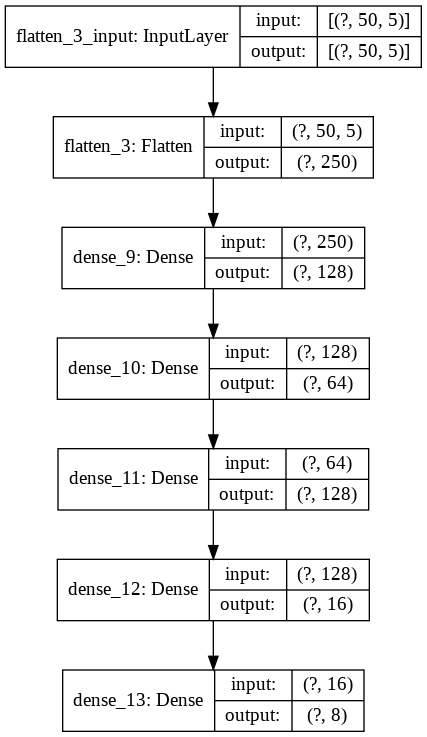 flatten_3_input: InputLayer
input:
[(?, 50, 5)]
output:
[(?, 50, 5)]
flatten_3: Flatten
input:
(?, 50, 5)
output:
(?, 250)
dense_9: Dense
input:
(?, 250)
output:
(?, 128)
dense_10: Dense
input:
(?, 128)
output:
(?, 64)
dense_11: Dense
input:
(?, 64)
output:
(?, 128)
dense_12: Dense
input:
(?, 128)
output:
(?, 16)
dense_13: Dense
input:
(?, 16)
output:
(?, 8)